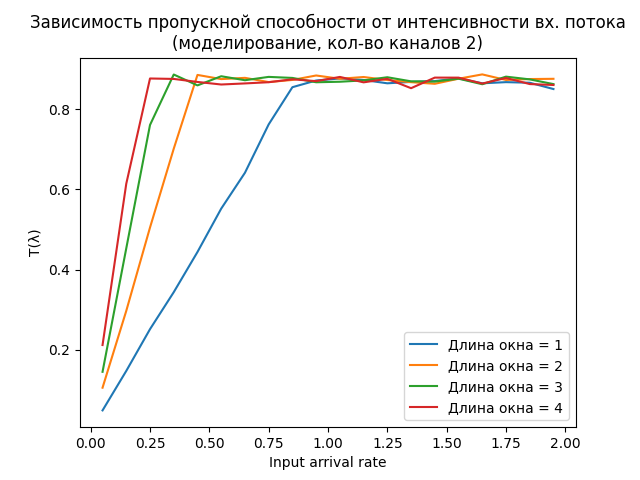 Зависимость пропускной способности от интенсивности вх. потока
(моделирование, кол-во каналов 2)
T(λ)
0.8
0.6
0.4
0.2
Длина окна = 1
Длина окна = 2
Длина окна = 3
Длина окна = 4
0.00 0.25 0.50 0.75 1.00 1.25 1.50 1.75 2.00
Input arrival rate